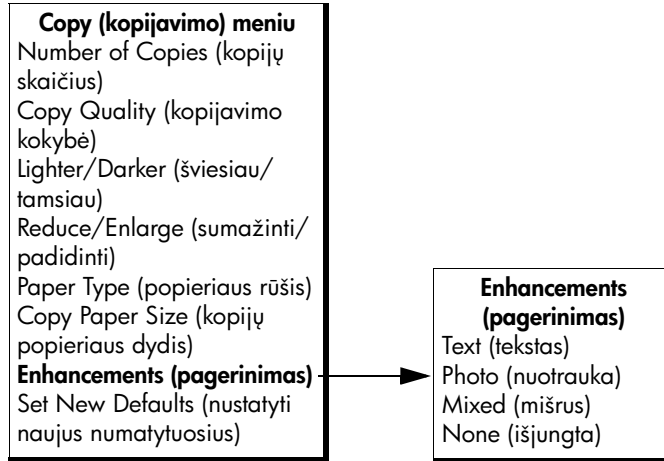 Copy (kopijavimo) meniu
Number of Copies (kopijų
skaičius)
Copy Quality (kopijavimo
kokybė)
Lighter/Darker (šviesiau/
tamsiau)
Reduce/Enlarge (sumažinti/
padidinti)
Paper Type (popieriaus rūšis)
Copy Paper Size (kopijų
popieriaus dydis)
Enhancements (pagerinimas)
Set New Defaults (nustatyti
naujus numatytuosius)
Enhancements
(pagerinimas)
Text (tekstas)
Photo (nuotrauka)
Mixed (mišrus)
None (išjungta)